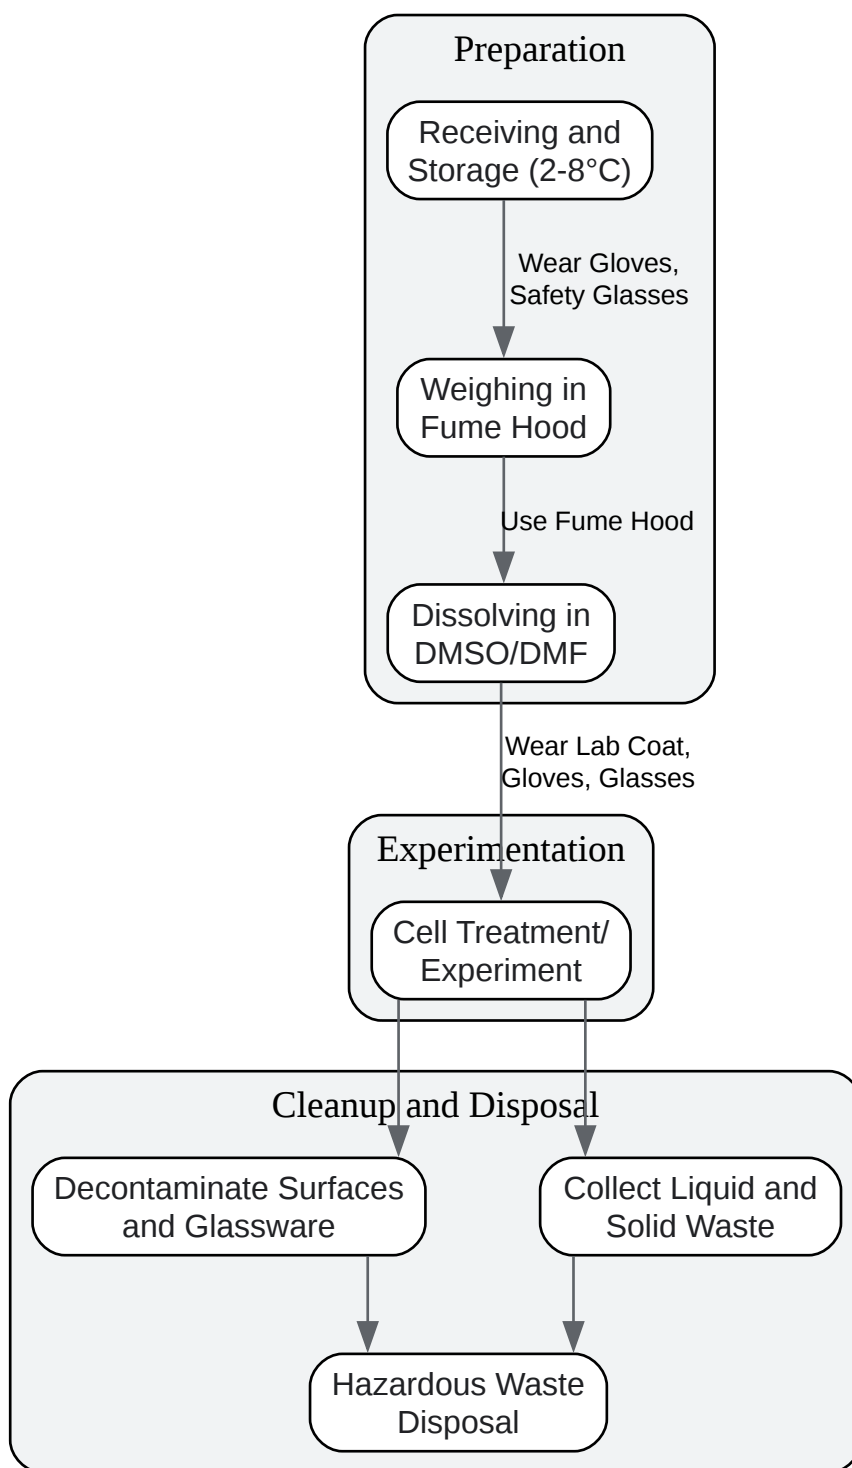 Preparation
Receiving and
Storage (2-8°C)
Wear Gloves,
Safety Glasses
Weighing in
Fume Hood
Use Fume Hood
Dissolving in
DMSO/DMF
Wear Lab Coat,
Gloves, Glasses
Experimentation
Cell Treatment/
Experiment
Cleanup and Disposal
Decontaminate Surfaces
and Glassware
Collect Liquid and
Solid Waste
Hazardous Waste
Disposal